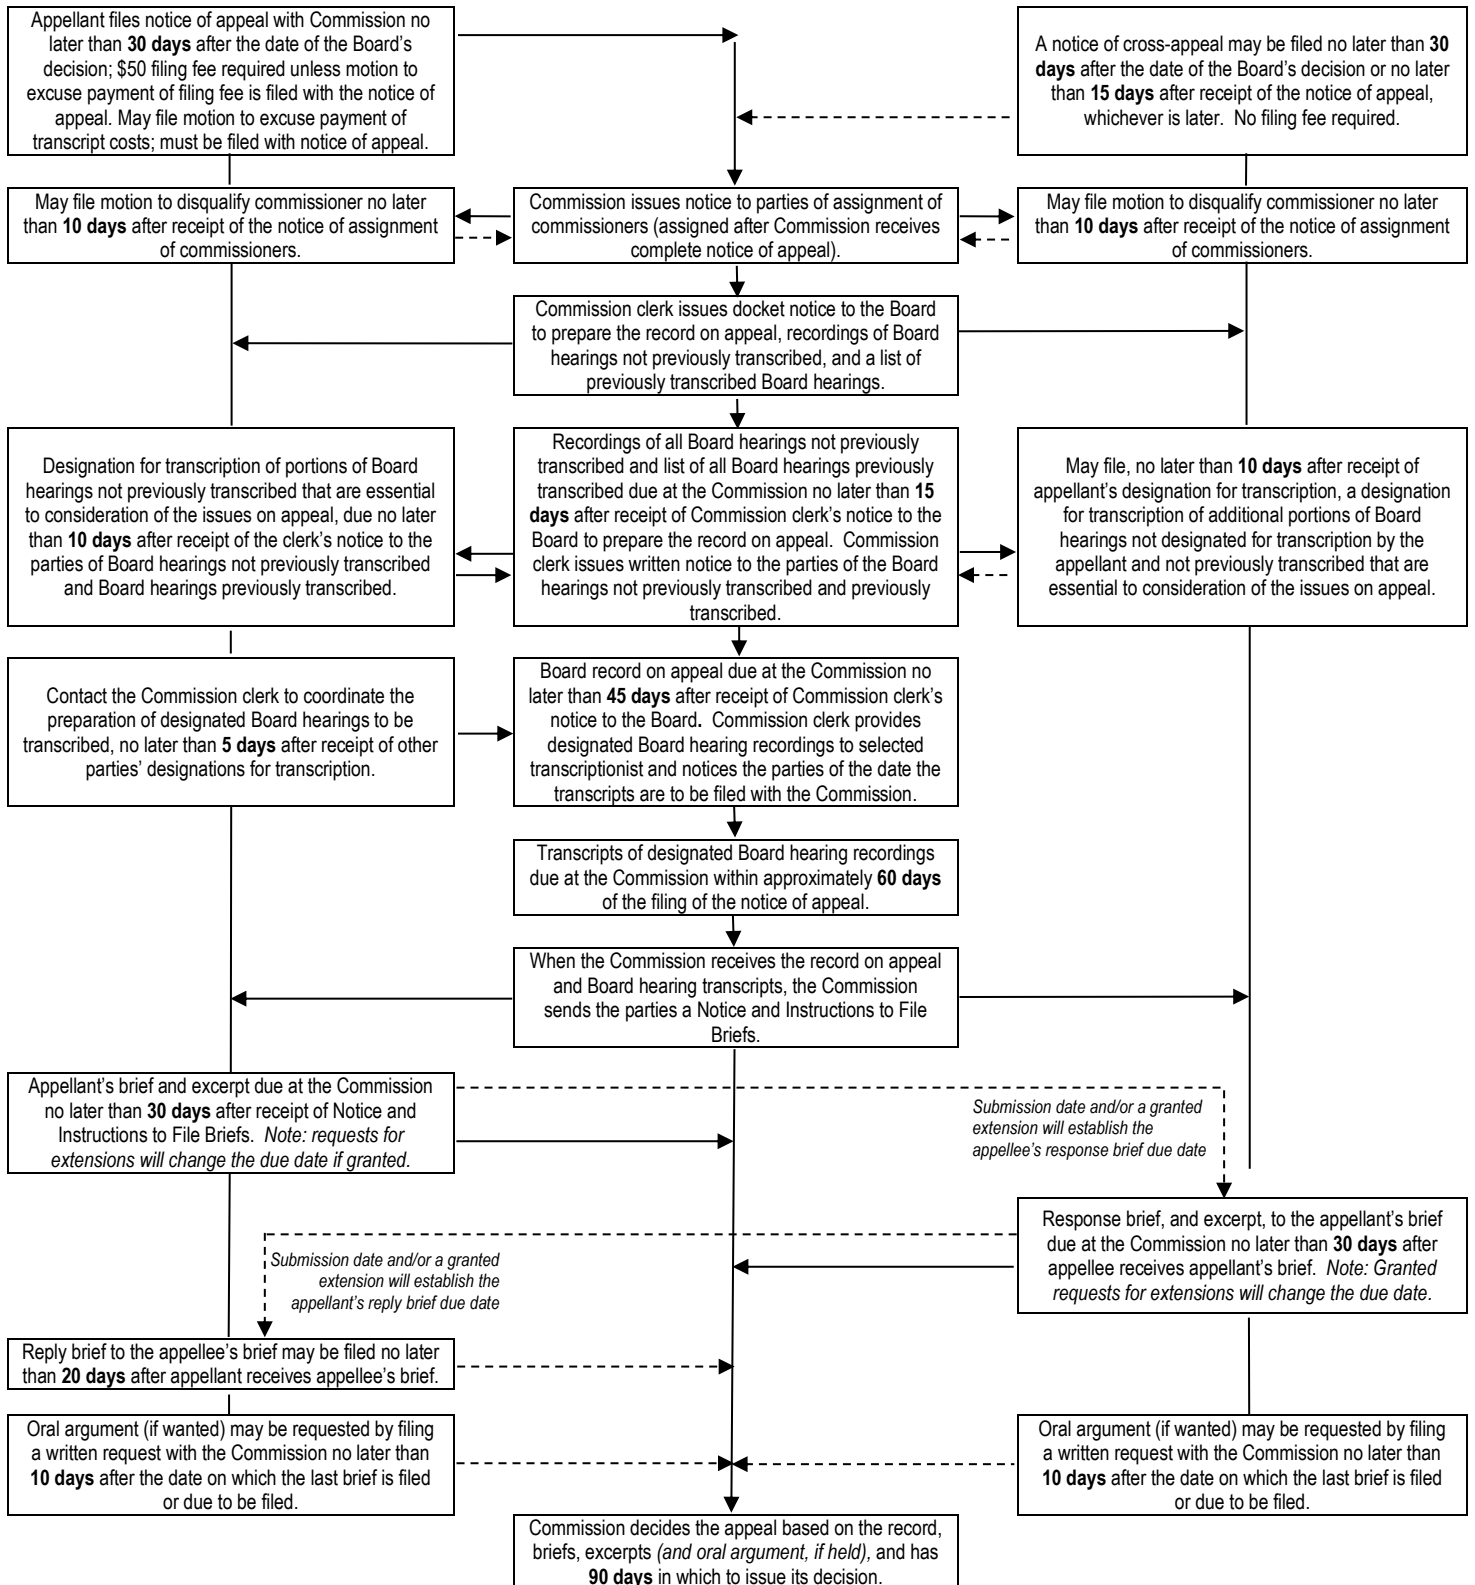 Appellant files notice of appeal with Commission no
later than 30 days after the date of the Board's
decision; $50 filing fee required unless motion to
excuse payment of filing fee is filed with the notice of
appeal. May file motion to excuse payment of
transcript costs; must be filed with notice of appeal.
A notice of cross-appeal may be filed no later than 30
days after the date of the Board's decision or no later
than 15 days after receipt of the notice of appeal,
whichever is later. No filing fee required.
May file motion to disqualify commissioner no later
than 10 days after receipt of the notice of assignment
of commissioners.
Commission issues notice to parties of assignment of
commissioners (assigned after Commission receives
complete notice of appeal).
May file motion to disqualify commissioner no later
than 10 days after receipt of the notice of assignment
of commissioners.
Commission clerk issues docket notice to the Board
to prepare the record on appeal, recordings of Board
hearings not previously transcribed, and a list of
previously transcribed Board hearings.
Designation for transcription of portions of Board
hearings not previously transcribed that are essential
to consideration of the issues on appeal, due no later
than 10 days after receipt of the clerk's notice to the
parties of Board hearings not previously transcribed
and Board hearings previously transcribed.
Recordings of all Board hearings not previously
transcribed and list of all Board hearings previously
transcribed due at the Commission no later than 15
days after receipt of Commission clerk's notice to the
Board to prepare the record on appeal. Commission
clerk issues written notice to the parties of the Board
hearings not previously transcribed and previously
transcribed.
May file, no later than 10 days after receipt of
appellant's designation for transcription, a designation
for transcription of additional portions of Board
hearings not designated for transcription by the
appellant and not previously transcribed that are
essential to consideration of the issues on appeal.
Contact the Commission clerk to coordinate the
preparation of designated Board hearings to be
transcribed, no later than 5 days after receipt of other
parties' designations for transcription.
Board record on appeal due at the Commission no
later than 45 days after receipt of Commission clerk's
notice to the Board. Commission clerk provides
designated Board hearing recordings to selected
transcriptionist and notices the parties of the date the
transcripts are to be filed with the Commission.
Transcripts of designated Board hearing recordings
due at the Commission within approximately 60 days
of the filing of the notice of appeal.
When the Commission receives the record on appeal
and Board hearing transcripts, the Commission
sends the parties a Notice and Instructions to File
Briefs.
Appellant's brief and excerpt due at the Commission
no later than 30 days after receipt of Notice and
Instructions to File Briefs. Note: requests for
extensions will change the due date if granted.
Submission date and/or a granted
extension will establish the
appellee's response brief due date
Response brief, and excerpt, to the appellant's brief
due at the Commission no later than 30 days after
appellee receives appellant's brief. Note: Granted
requests for extensions will change the due date.
Submission date and/or a granted
extension will establish the
appellant's reply brief due date
Reply brief to the appellee's brief may be filed no later
than 20 days after appellant receives appellee's brief.
Oral argument (if wanted) may be requested by filing
a written request with the Commission no later than
10 days after the date on which the last brief is filed
or due to be filed.
Oral argument (if wanted) may be requested by filing
a written request with the Commission no later than
10 days after the date on which the last brief is filed
or due to be filed.
Commission decides the appeal based on the record,
briefs, excerpts (and oral argument, if held), and has
90 days in which to issue its decision.